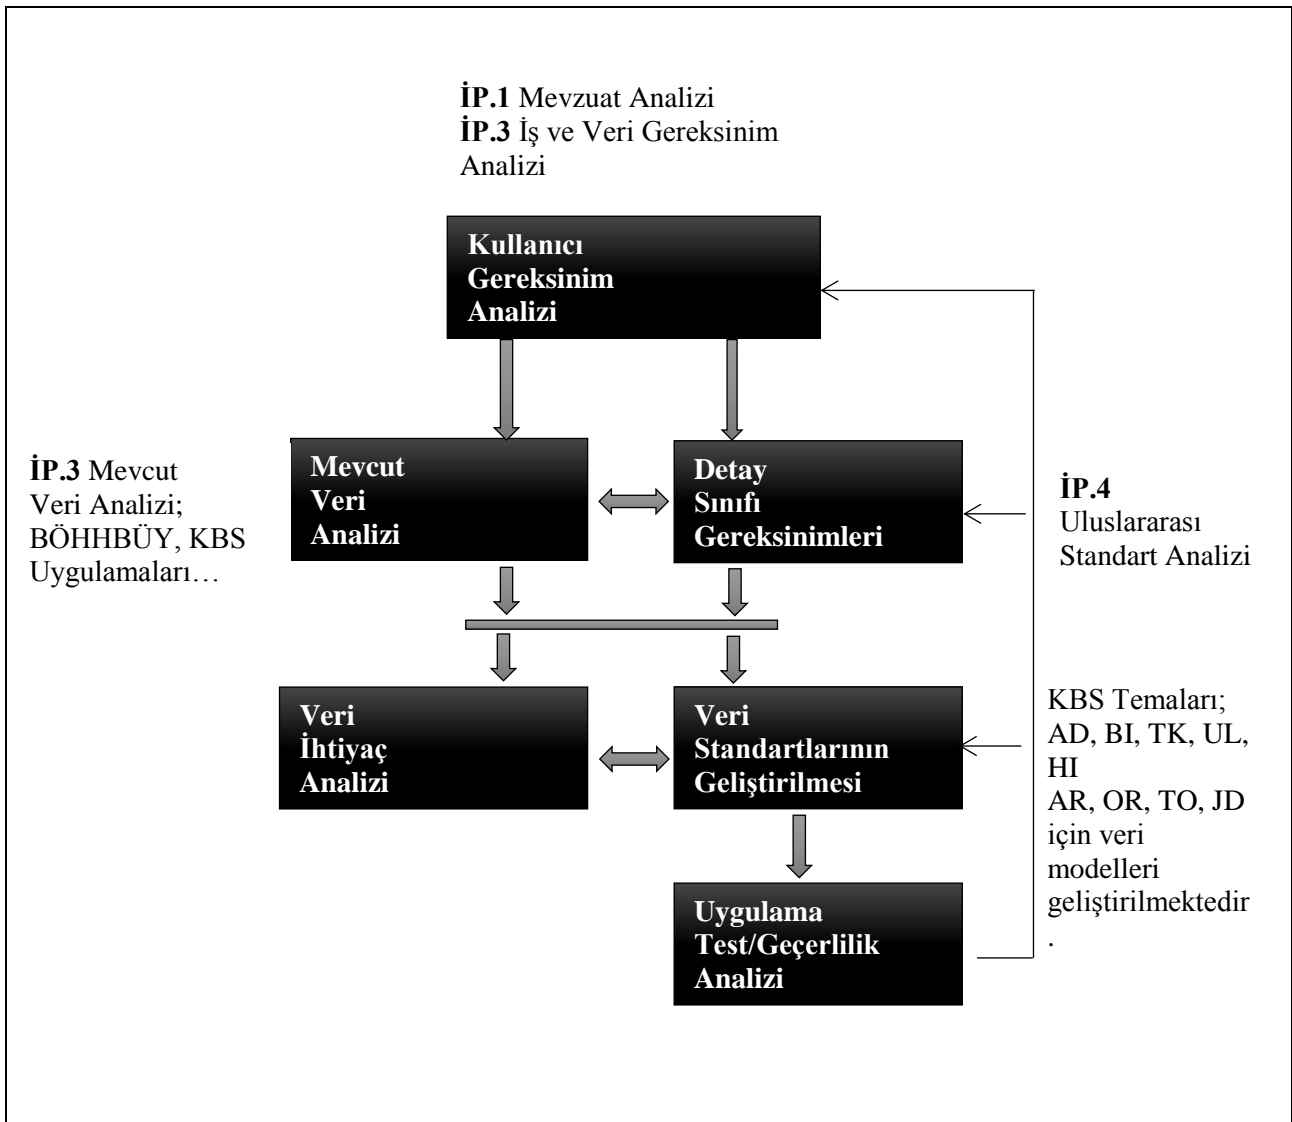 İP.1 Mevzuat Analizi
İP.3 İş ve Veri Gereksinim
Analizi
Kullanıcı
Gereksinim
Analizi
İP.3 Mevcut
Veri Analizi;
BÖHHBÜY, KBS
Uygulamaları…
Mevcut
Veri
Analizi
Detay
Sınıfı
Gereksinimleri
İP.4
Uluslararası
Standart Analizi
Veri
İhtiyaç
Analizi
Veri
Standartlarının
Geliştirilmesi
KBS Temaları;
AD, BI, TK, UL,
HI
AR, OR, TO, JD
için veri
modelleri
geliştirilmektedir
.
Uygulama
Test/Geçerlilik
Analizi